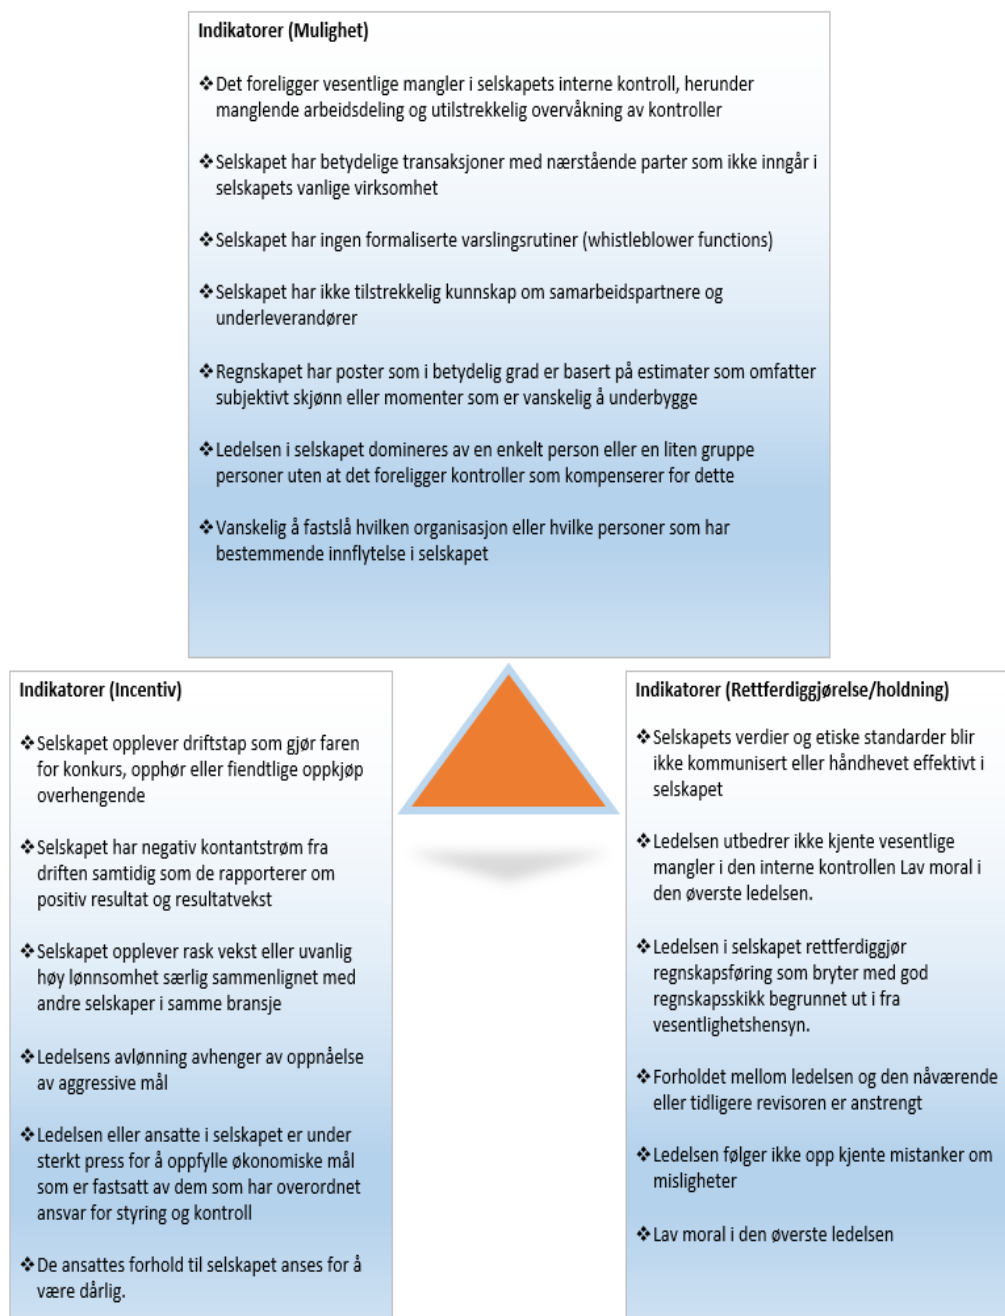 Indikatorer (Mulighet)
❖Det foreligger vesentlige mangler i selskapets interne kontroll, herunder
manglende arbeidsdeling og utilstrekkelig overvåkning av kontroller
❖Selskapet har betydelige transaksjoner med nærstående parter som ikke inngår i
selskapets vanlige virksomhet
❖Selskapet har ingen formaliserte varslingsrutiner (whistleblower functions)
❖Selskapet har ikke tilstrekkelig kunnskap om samarbeidspartnere og
underleverandører
❖Regnskapet har poster som i betydelig grad er basert på estimater som omfatter
subjektivt skjønn eller momenter som er vanskelig å underbygge
❖Ledelsen i selskapet domineres av en enkelt person eller en liten gruppe
personer uten at det foreligger kontroller som kompenserer for dette
❖Vanskelig å fastslå hvilken organisasjon eller hvilke personer som har
bestemmende innflytelse i selskapet
Indikatorer (Incentiv)
❖Selskapet opplever driftstap som gjør faren
for konkurs, opphør eller fiendtlige oppkjøp
overhengende
❖Selskapet har negativ kontantstrøm fra
driften samtidig som de rapporterer om
positiv resultat og resultatvekst
❖Selskapet opplever rask vekst eller uvanlig
høy lønnsomhet særlig sammenlignet med
andre selskaper i samme bransje
❖Ledelsens avlønning avhenger av oppnåelse
av aggressive mål
❖Ledelsen eller ansatte i selskapet er under
sterkt press for å oppfylle økonomiske mål
som er fastsatt av dem som har overordnet
ansvar for styring og kontroll
❖De ansattes forhold til selskapet anses for å
være dårlig.
Indikatorer (Rettferdiggjørelse/holdning)
❖Selskapets verdier og etiske standarder blir
ikke kommunisert eller håndhevet effektivt i
selskapet
❖Ledelsen utbedrer ikke kjente vesentlige
mangler i den interne kontrollen Lav moral i
den øverste ledelsen.
❖Ledelsen i selskapet rettferdiggjør
regnskapsføring som bryter med god
regnskapsskikk begrunnet ut i fra
vesentlighetshensyn.
❖Forholdet mellom ledelsen og den nåværende
eller tidligere revisoren er anstrengt
❖Ledelsen følger ikke opp kjente mistanker om
misligheter
❖Lav moral i den øverste ledelsen